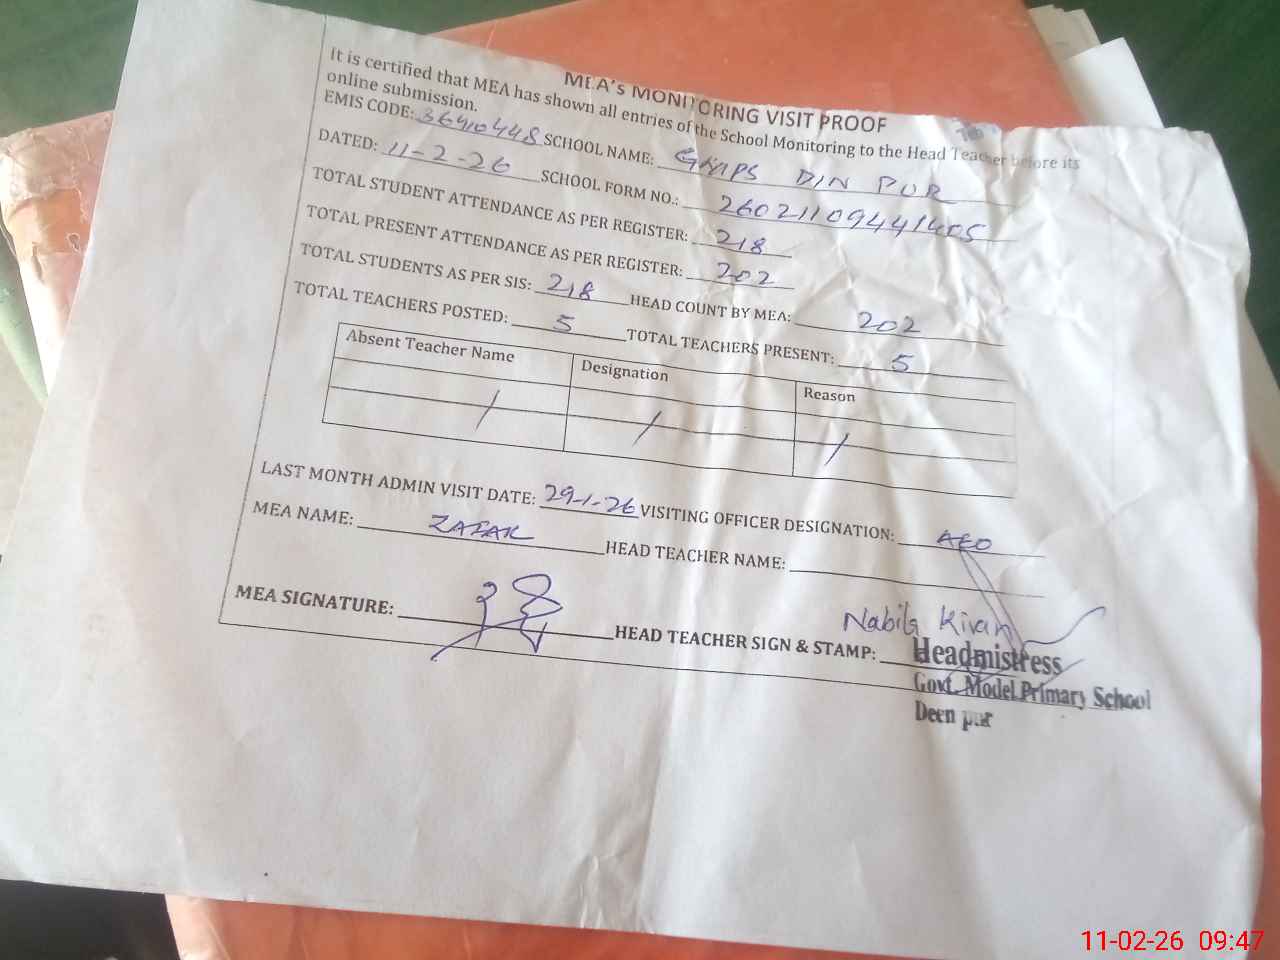 MEA's MONITORING VISIT PROOF
It is certified that MEA has shown all entries of the School Monitoring to the Head Teacher before its
online submission.
EMIS CODE: 36410448 SCHOOL NAME: GMPS DIN PUR
DATED: 11-2-26 SCHOOL FORM NO.: 26021109441405
TOTAL STUDENT ATTENDANCE AS PER REGISTER: 218
TOTAL PRESENT ATTENDANCE AS PER REGISTER: 202
TOTAL STUDENTS AS PER SIS: 218 HEAD COUNT BY MEA: 202
TOTAL TEACHERS POSTED: 5 TOTAL TEACHERS PRESENT: 5
Absent Teacher Name Designation Reason
/ / /
LAST MONTH ADMIN VISIT DATE: 29-1-26 VISITING OFFICER DESIGNATION: AEO
MEA NAME: ZAFAR HEAD TEACHER NAME:
Nabila Kiran
MEA SIGNATURE: HEAD TEACHER SIGN & STAMP:
Headmistress
Govt. Model Primary School
Deen pur
11-02-26 09:47